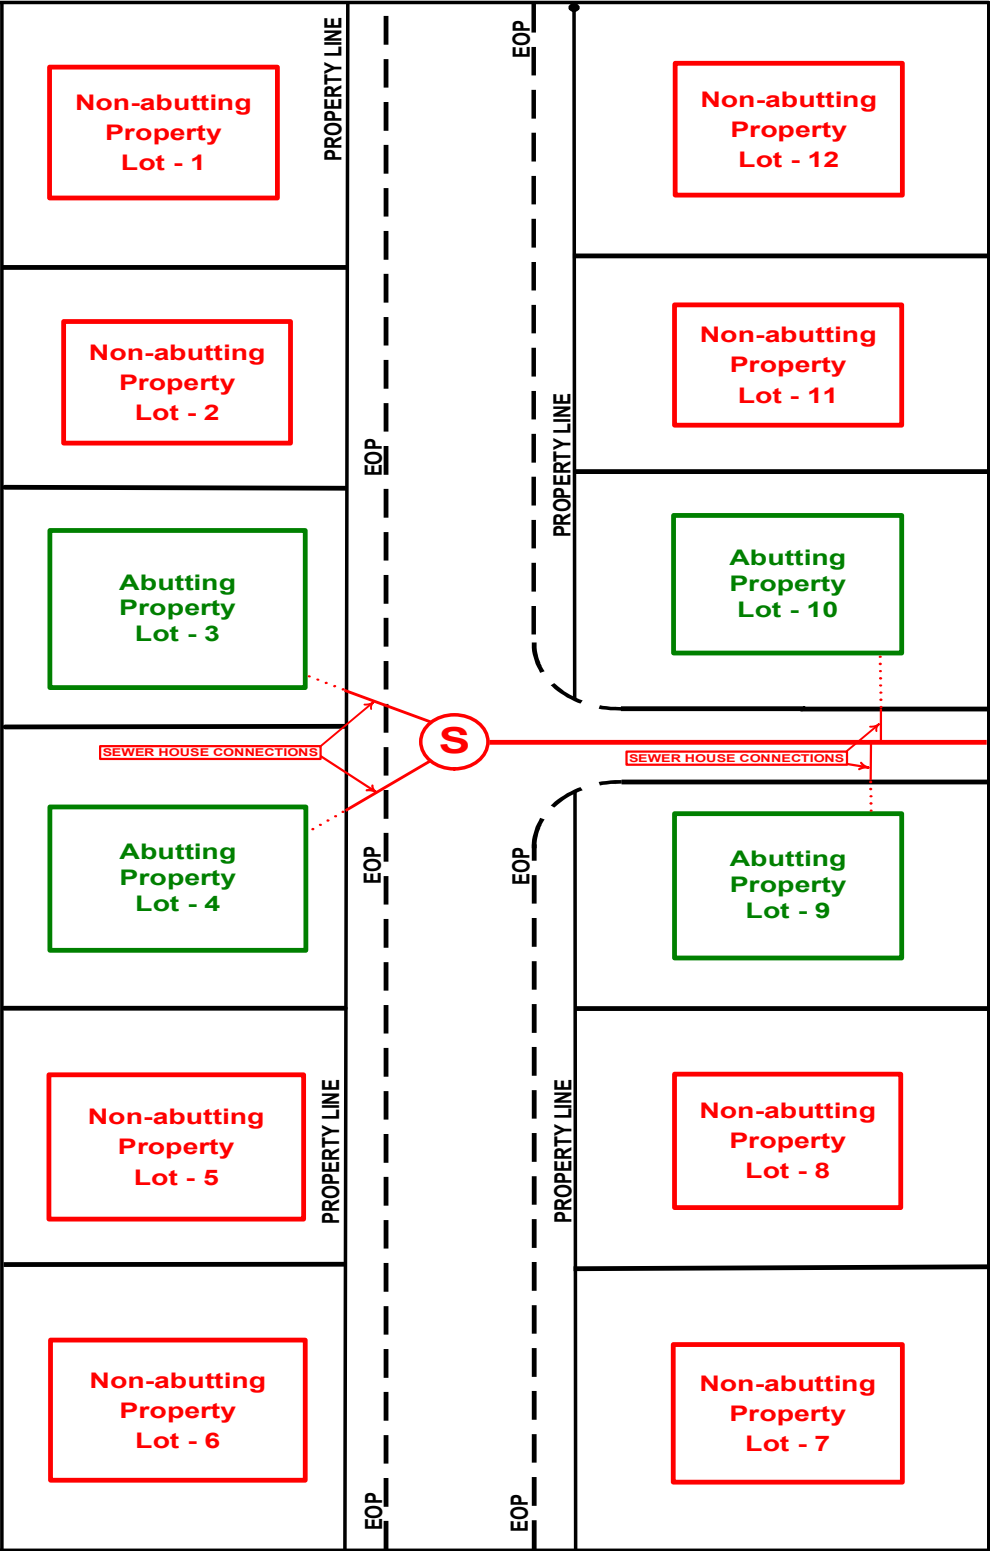 PROPERTY LINE
EOP
Non-abutting
Property
Lot - 1
Non-abutting
Property
Lot - 12
Non-abutting
Property
Lot - 2
Non-abutting
Property
Lot - 11
EOP
PROPERTY LINE
Abutting
Property
Lot - 3
Abutting
Property
Lot - 10
S
SEWER HOUSE CONNECTIONS
SEWER HOUSE CONNECTIONS
Abutting
Property
Lot - 4
EOP
EOP
Abutting
Property
Lot - 9
Non-abutting
Property
Lot - 5
PROPERTY LINE
PROPERTY LINE
Non-abutting
Property
Lot - 8
Non-abutting
Property
Lot - 6
Non-abutting
Property
Lot - 7
EOP
EOP